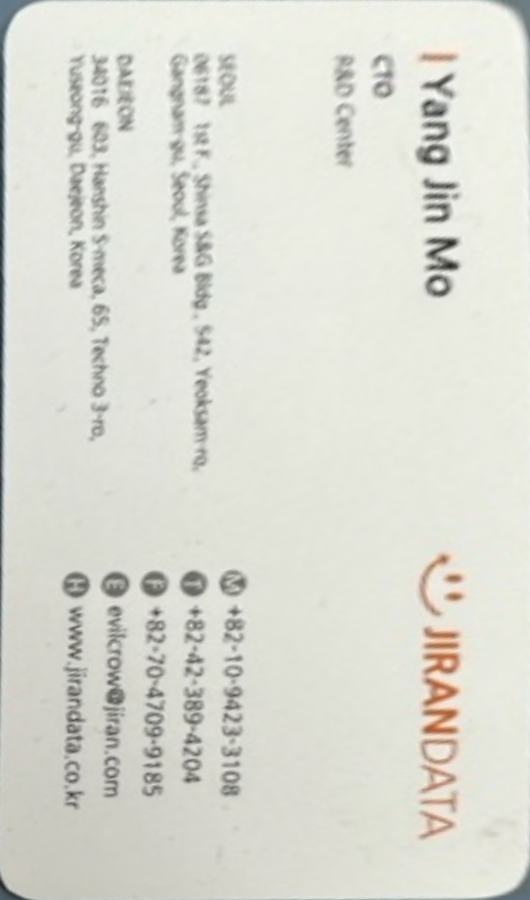 Yang Jin Mo
CTO
R&D Center
JIRANDATA
SEOUL
06187 1st F., Shinsa S&G Bldg., 542, Yeoksam-ro,
Gangnam-gu, Seoul, Korea
DAEJEON
34016 603, Hanshin S-meca, 65, Techno 3-ro,
Yuseong-gu, Daejeon, Korea
M +82-10-9423-3108
T +82-42-389-4204
F +82-70-4709-9185
E evilcrow@jiran.com
H www.jirandata.co.kr